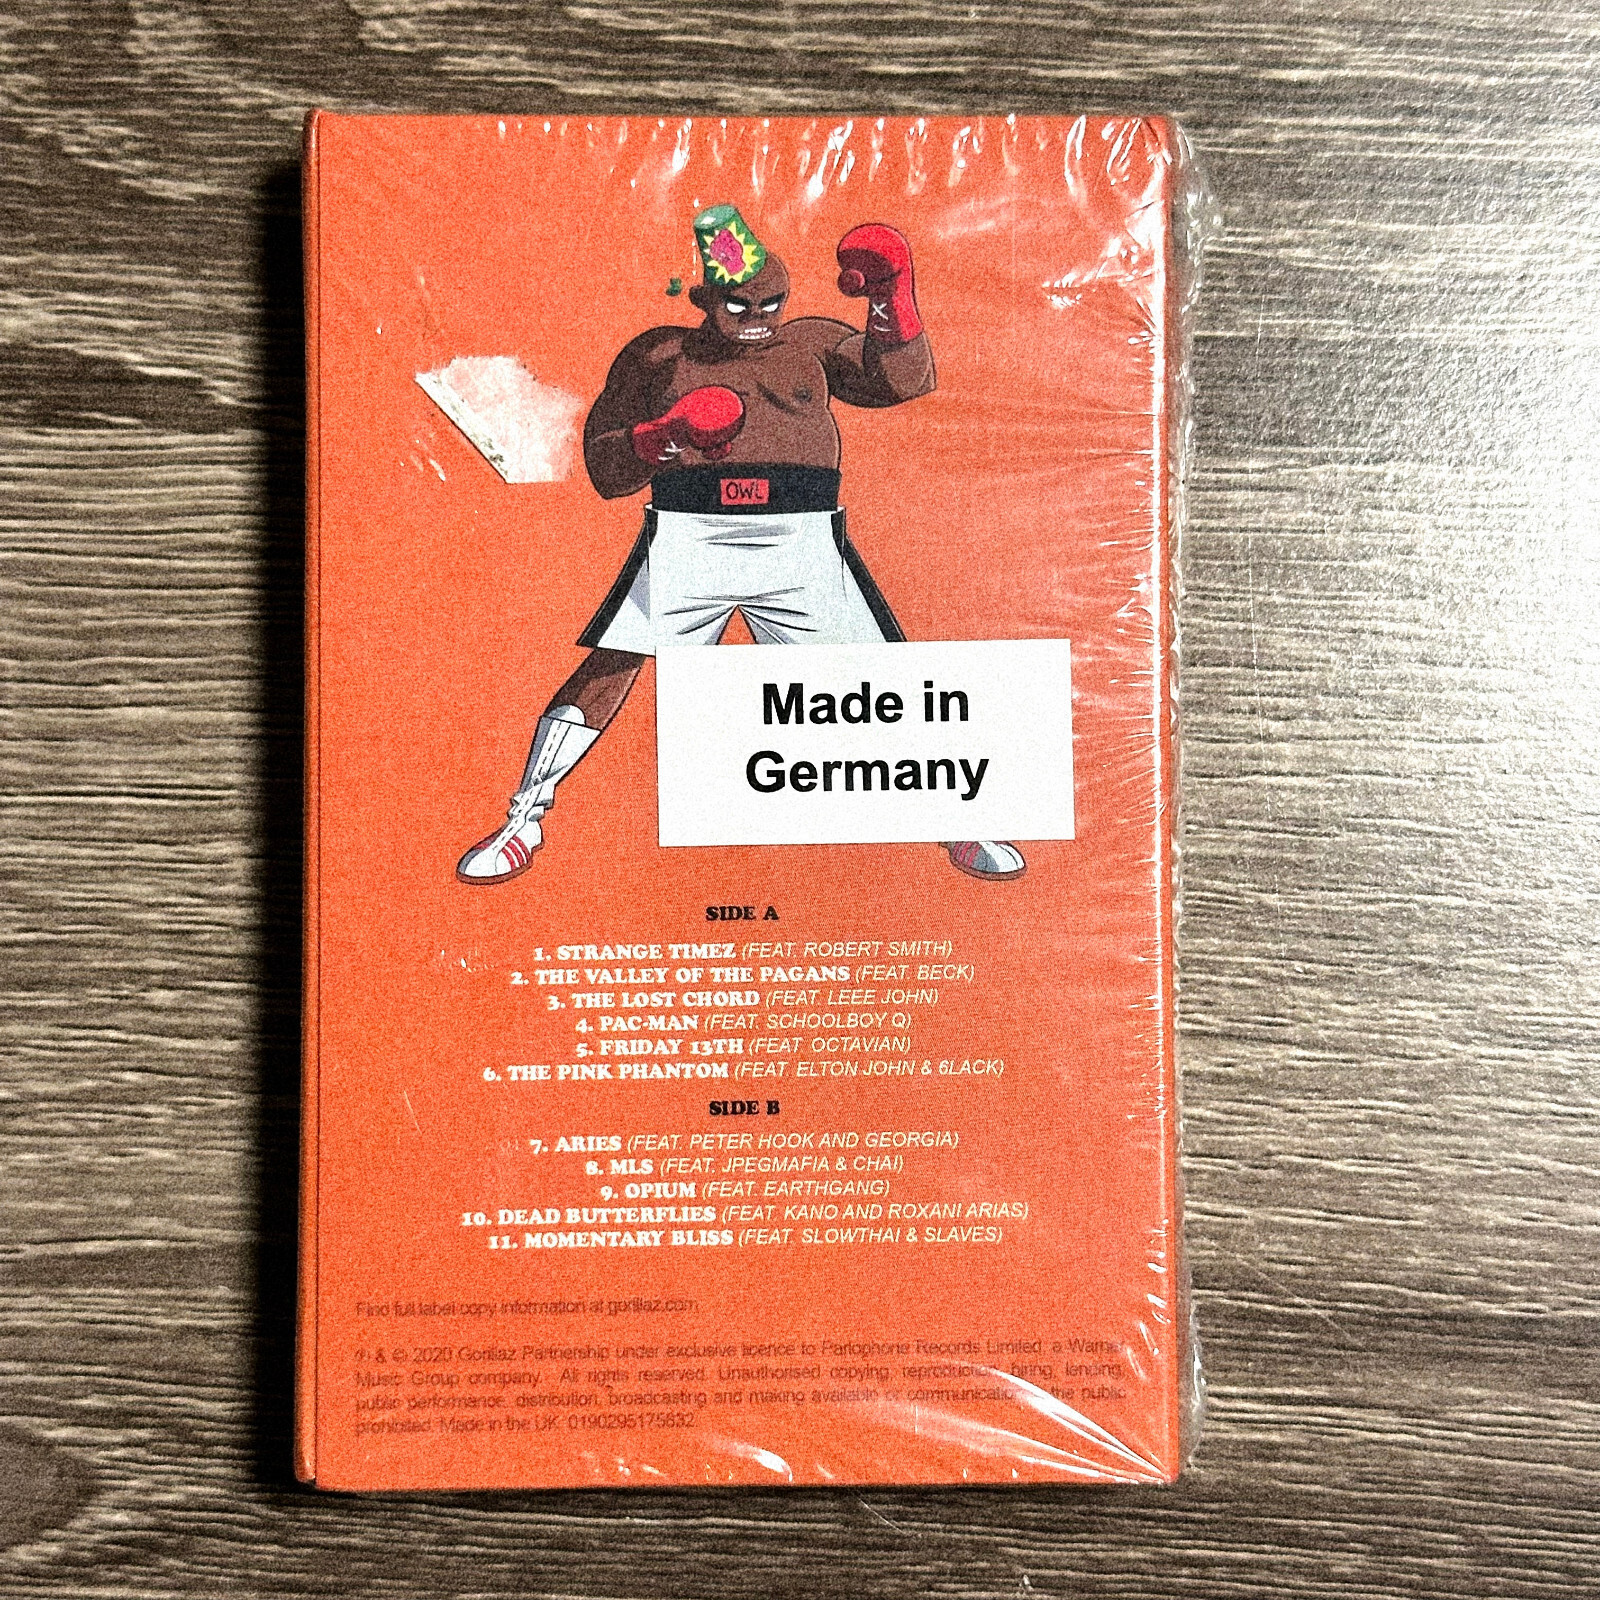 OWL
Made in
Germany
SIDE A
1. STRANGE TIMEZ (FEAT. ROBERT SMITH)
2. THE VALLEY OF THE PAGANS (FEAT. BECK)
3. THE LOST CHORD (FEAT. LEEE JOHN)
4. PAC-MAN (FEAT. SCHOOLBOY Q)
5. FRIDAY 13TH (FEAT. OCTAVIAN)
6. THE PINK PHANTOM (FEAT. ELTON JOHN & 6LACK)
SIDE B
7. ARIES (FEAT. PETER HOOK AND GEORGIA)
8. MLS (FEAT. JPEGMAFIA & CHAI)
9. OPIUM (FEAT. EARTHGANG)
10. DEAD BUTTERFLIES (FEAT. KANO AND ROXANI ARIAS)
11. MOMENTARY BLISS (FEAT. SLOWTHAI & SLAVES)
Find full label copy information at gorillaz.com
℗ & © 2020 Gorillaz Partnership under exclusive licence to Parlophone Records Limited, a Warner
Music Group company. All rights reserved. Unauthorised copying, reproduction, hiring, lending,
public performance, distribution, broadcasting and making available or communication the public
prohibited. Made in the UK. 0190295175632